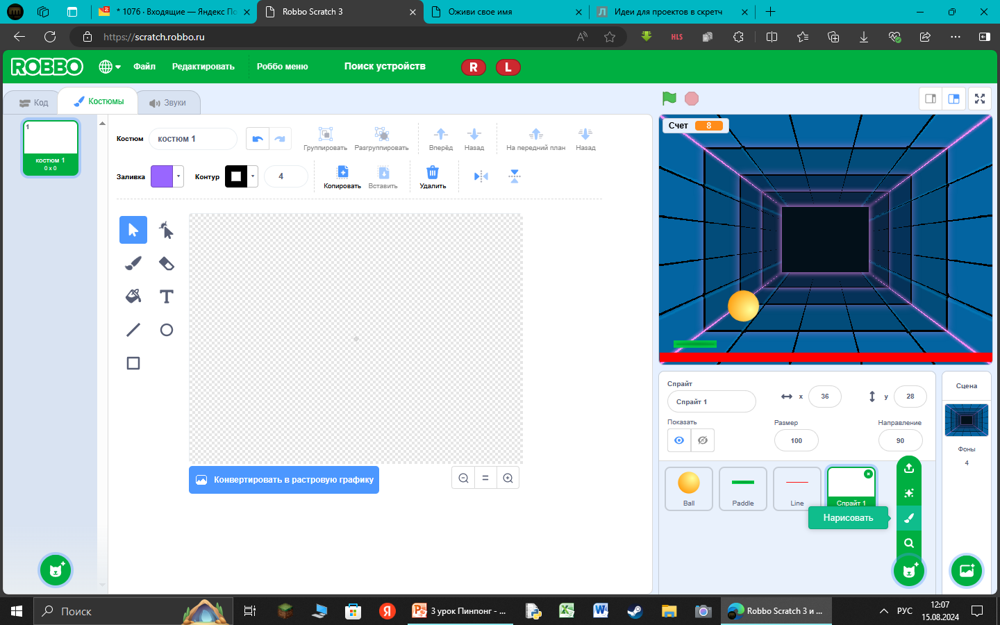 * 1076 · Входящие — Яндекс По
Robbo Scratch 3
Оживи свое имя
Идеи для проектов в скретч
https://scratch.robbo.ru
HLS
ROBBO
Файл
Редактировать
Роббо меню
Поиск устройств
R
L
Код
Костюмы
Звуки
1
костюм 1
0 x 0
Костюм
костюм 1
Группировать
Разгруппировать
Вперёд
Назад
На передний план
Назад
Заливка
Контур
4
Копировать
Вставить
Удалить
Конвертировать в растровую графику
Счет 8
Спрайт
Спрайт 1
x 36
y 28
Показать
Размер
100
Направление
90
Ball
Paddle
Line
Спрайт 1
Нарисовать
Сцена
Фоны
4
Поиск
3 урок Пинпонг - ...
Robbo Scratch 3 и ...
РУС
12:07
15.08.2024